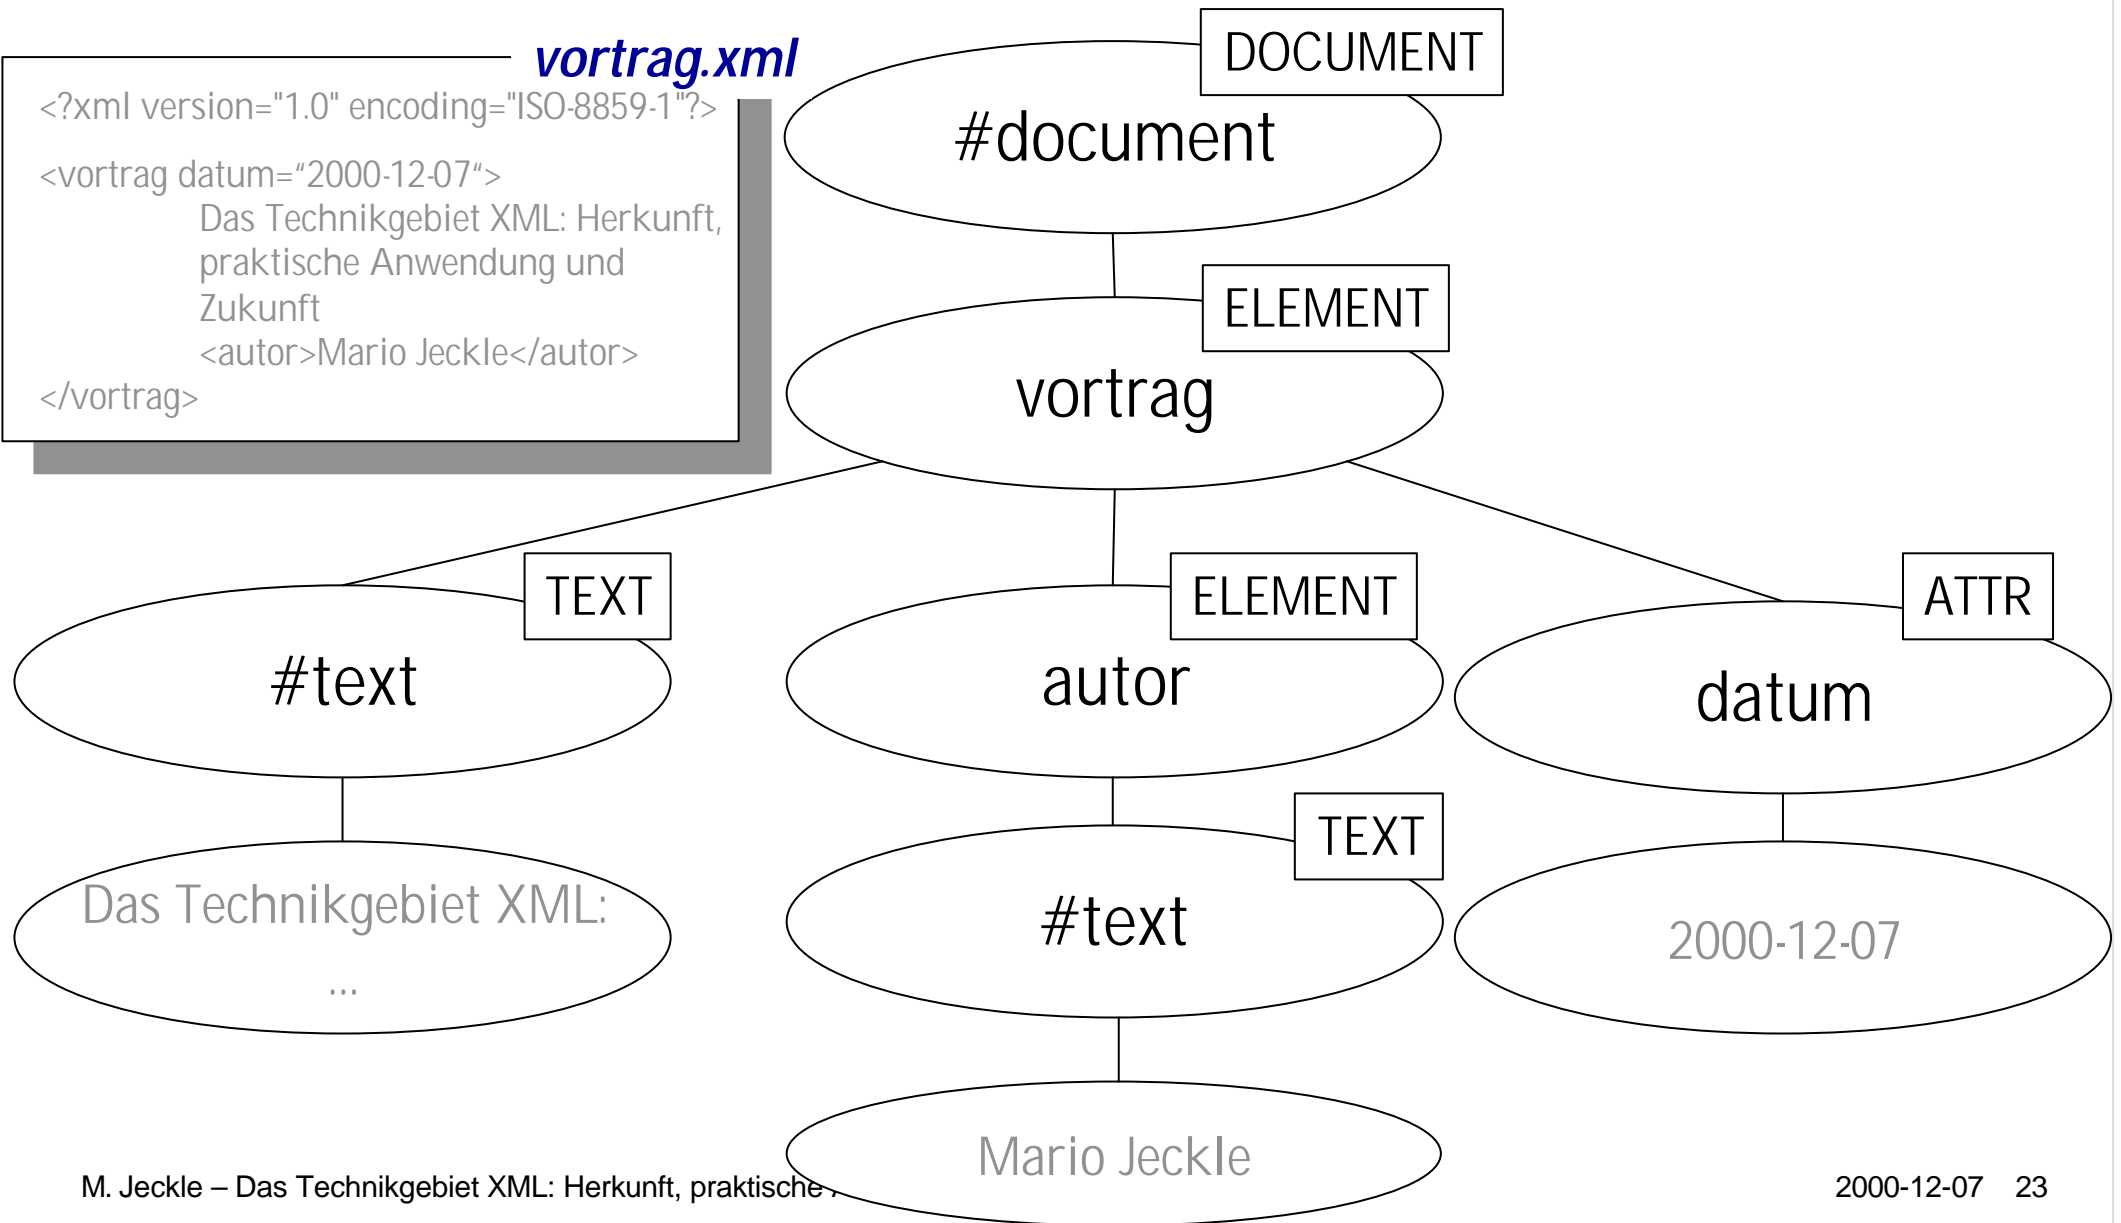 vortrag.xml
<?xml version="1.0" encoding="ISO-8859-1"?>
<vortrag datum=“2000-12-07“>
Das Technikgebiet XML: Herkunft,
praktische Anwendung und
Zukunft
<autor>Mario Jeckle</autor>
</vortrag>
DOCUMENT
#document
ELEMENT
vortrag
TEXT
#text
ELEMENT
autor
ATTR
datum
Das Technikgebiet XML:
...
TEXT
#text
2000-12-07
Mario Jeckle
M. Jeckle – Das Technikgebiet XML: Herkunft, praktische
2000-12-07 23